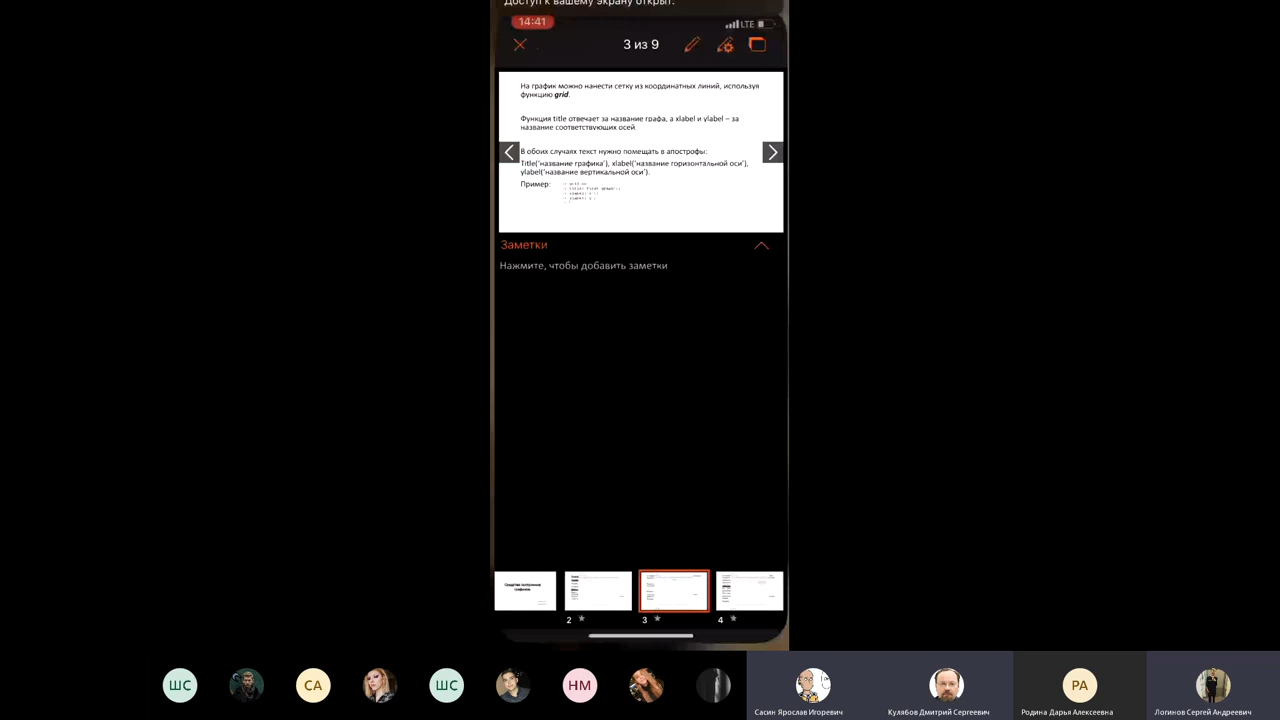 Доступ к вашему экрану открыт.
14:41
LTE
3 из 9
На график можно нанести сетку из координатных линий, используя
функцию grid.
Функция title отвечает за название графа, а xlabel и ylabel – за
название соответствующих осей
В обоих случаях текст нужно помещать в апострофы:
Title('название графика'), xlabel('название горизонтальной оси'),
ylabel('название вертикальной оси').
Пример:
Заметки
Нажмите, чтобы добавить заметки
Средства построения
графиков.
2
3
4
ШС
СА
ШС
НМ
РА
Сасин Ярослав Игоревич
Кулябов Дмитрий Сергеевич
Родина Дарья Алексеевна
Логинов Сергей Андреевич